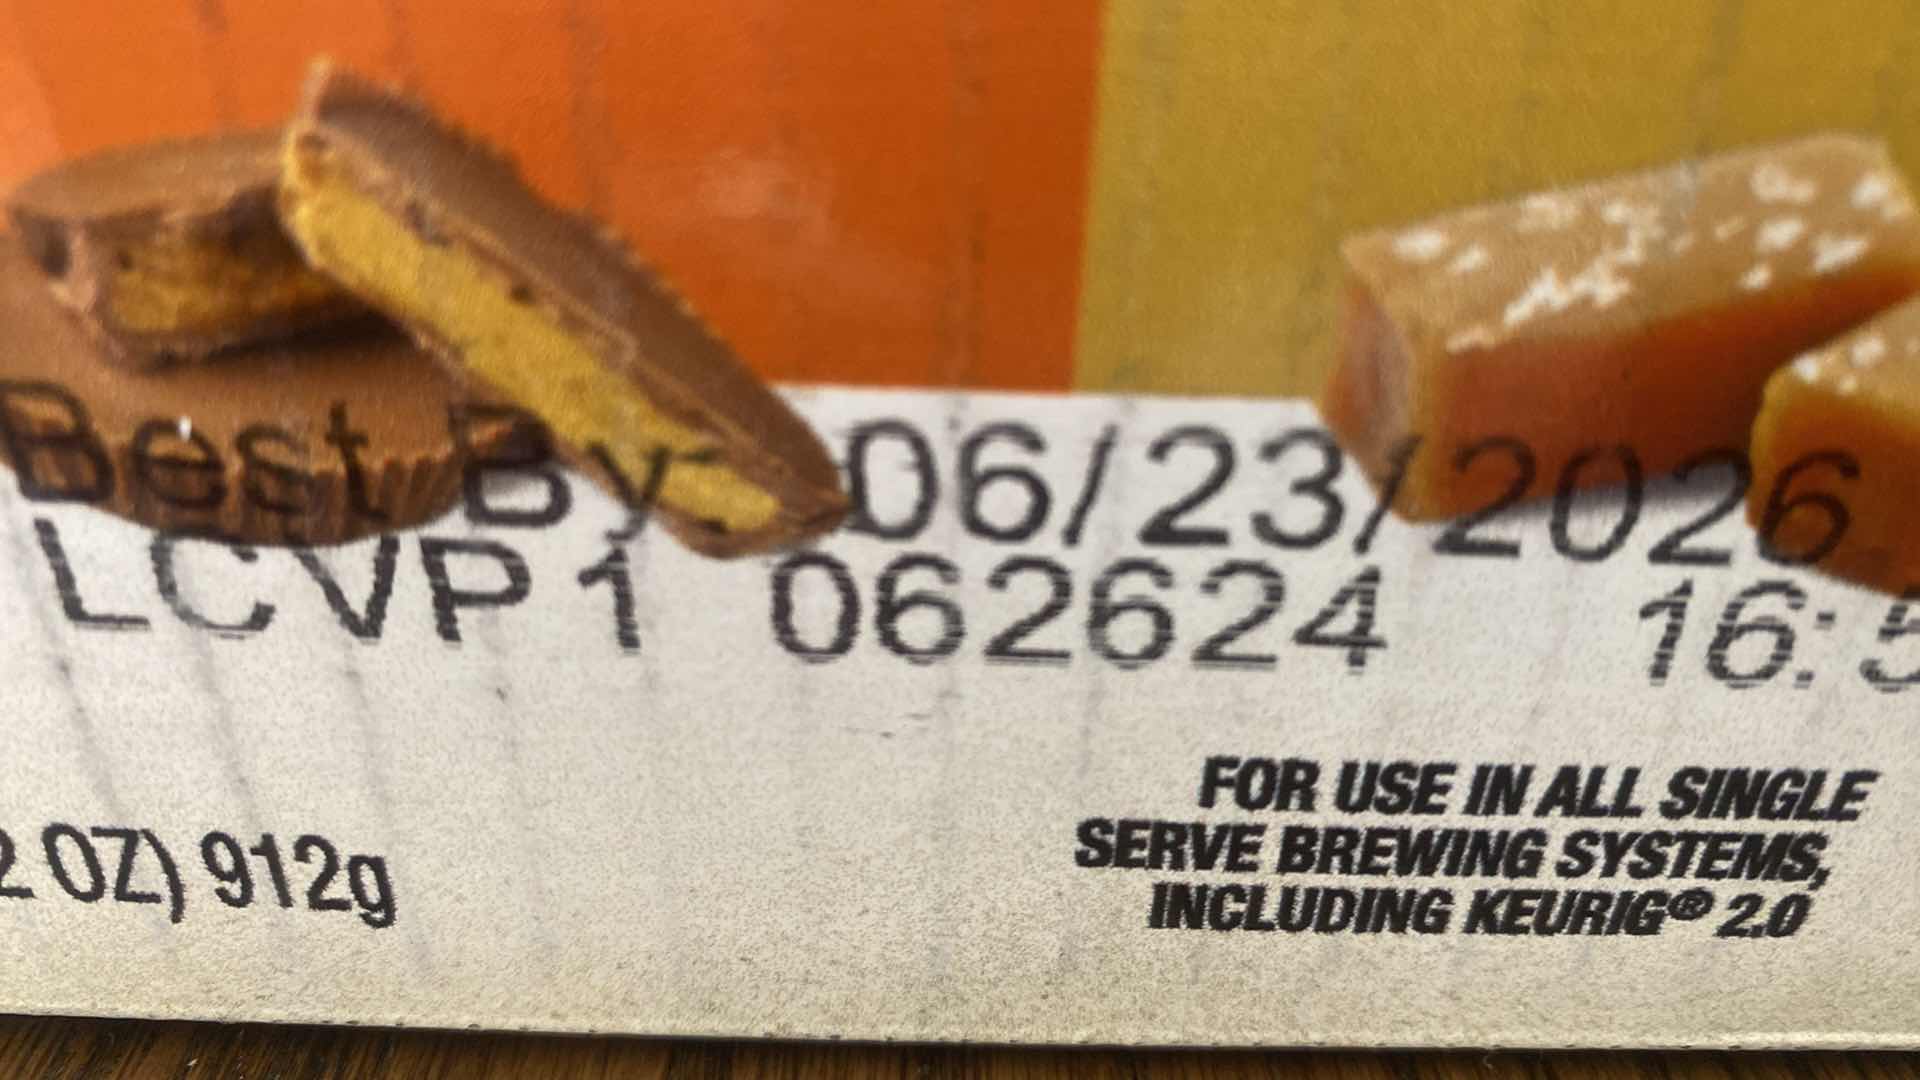 Best By 06/23/2026
LCVP1 062624 16:5
2 OZ) 912g
FOR USE IN ALL SINGLE
SERVE BREWING SYSTEMS,
INCLUDING KEURIG® 2.0